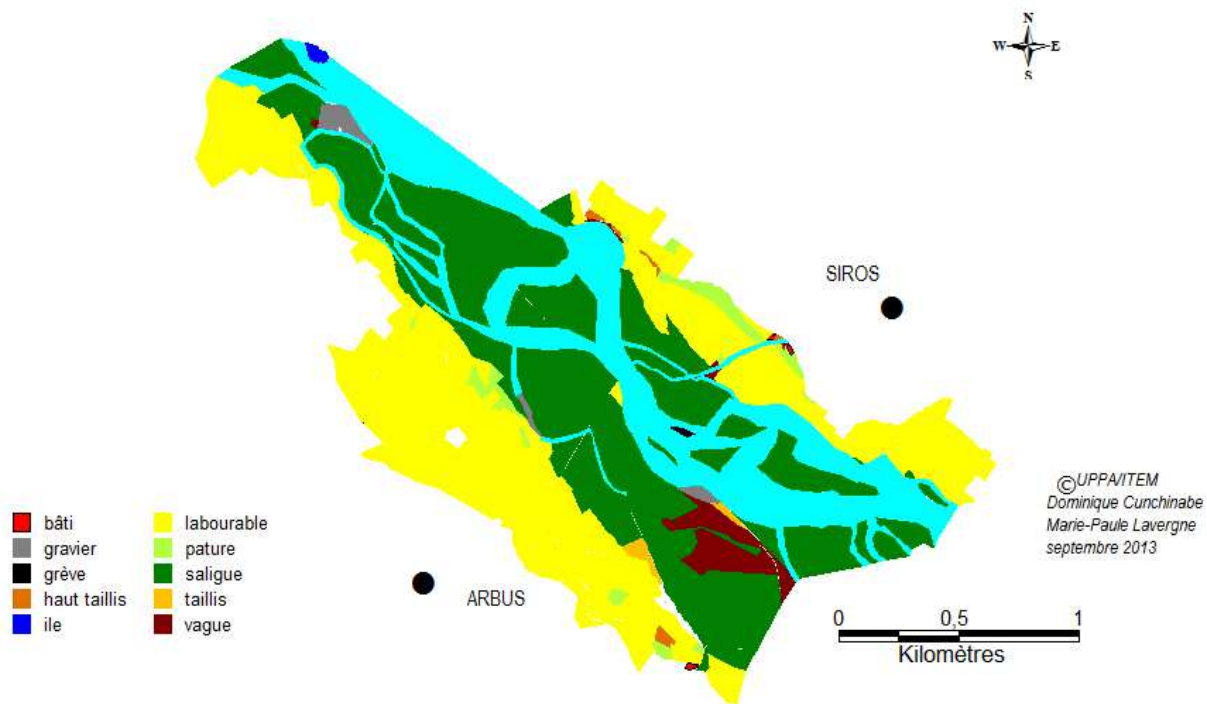 N
W E
S
SIROS
©UPPA/ITEM
Dominique Cunchinabe
Marie-Paule Lavergne
septembre 2013
bâti
gravier
grève
haut taillis
ile
labourable
pature
saligue
taillis
vague
ARBUS
0 0,5 1
Kilomètres